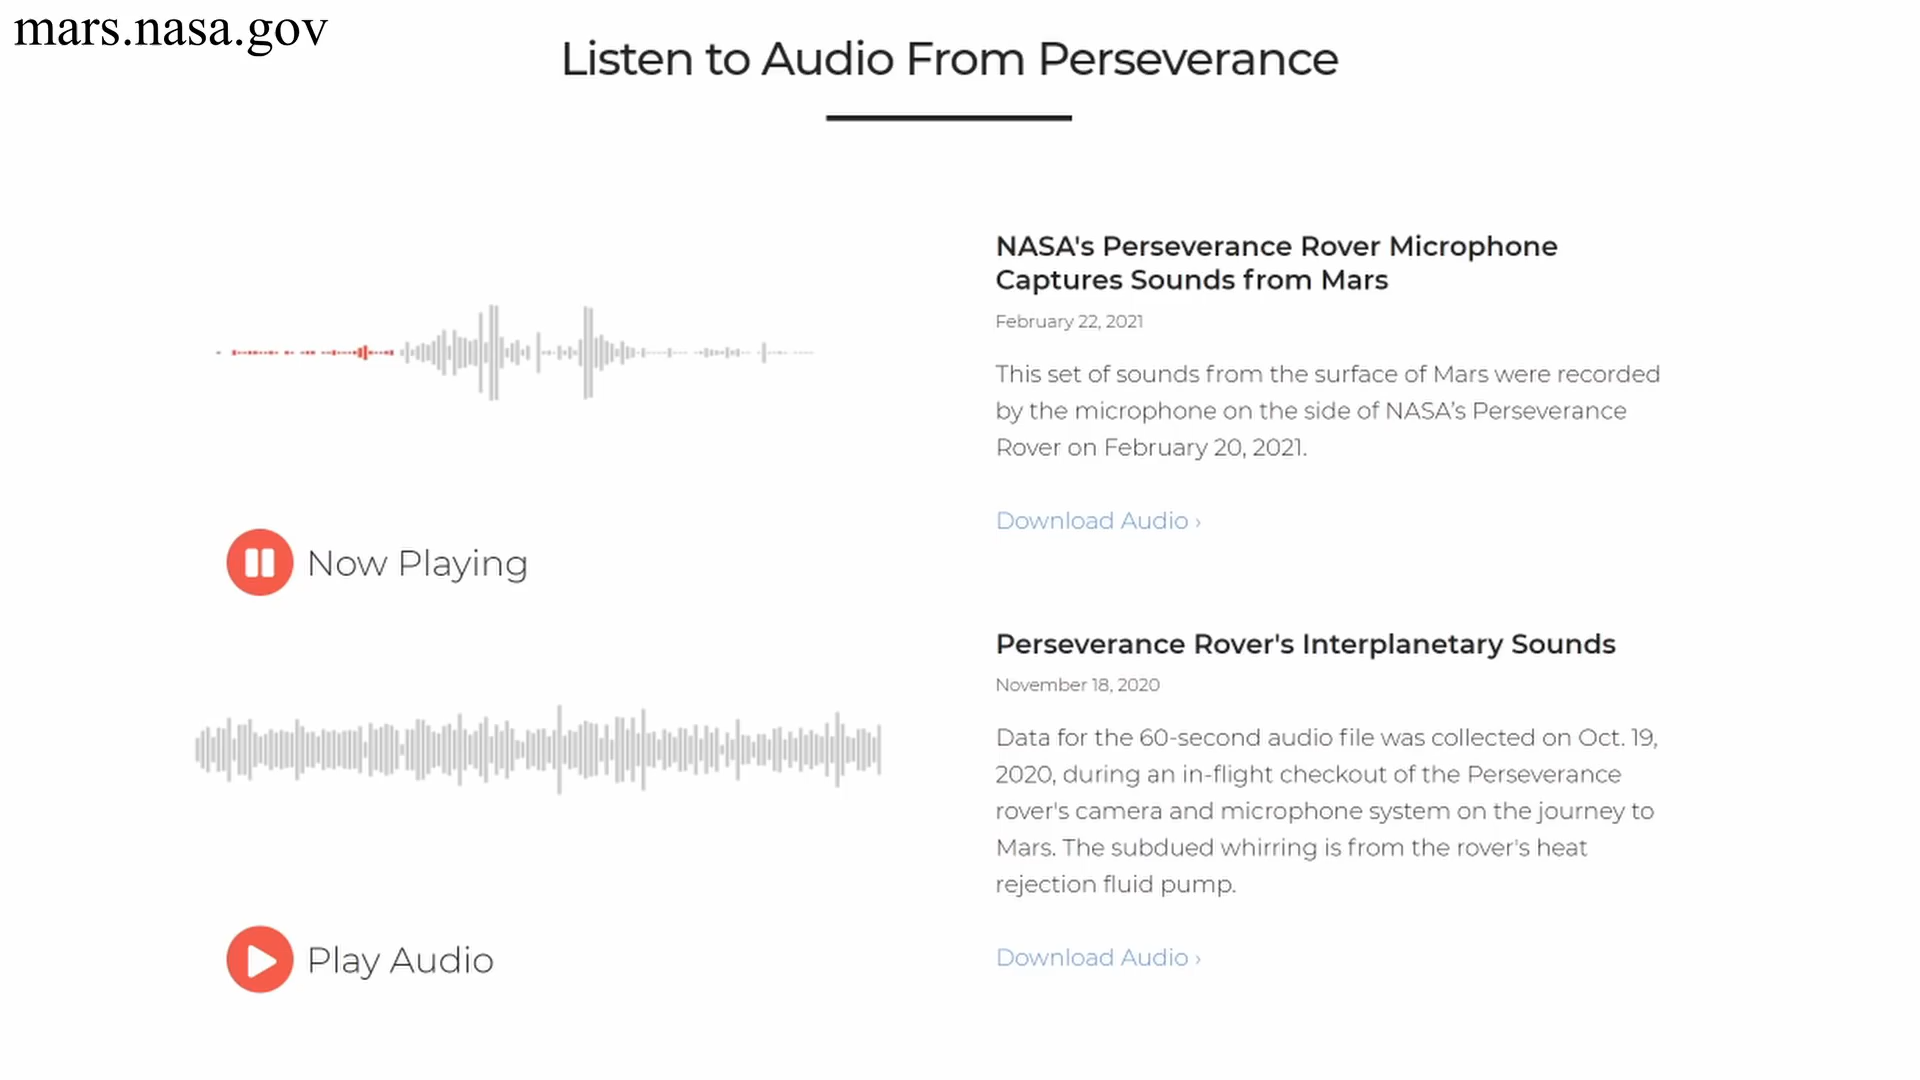 mars.nasa.gov
Listen to Audio From Perseverance
NASA's Perseverance Rover Microphone
Captures Sounds from Mars
February 22, 2021
This set of sounds from the surface of Mars were recorded
by the microphone on the side of NASA’s Perseverance
Rover on February 20, 2021.
Download Audio ›
Now Playing
Perseverance Rover's Interplanetary Sounds
November 18, 2020
Data for the 60-second audio file was collected on Oct. 19,
2020, during an in-flight checkout of the Perseverance
rover's camera and microphone system on the journey to
Mars. The subdued whirring is from the rover's heat
rejection fluid pump.
Download Audio ›
Play Audio